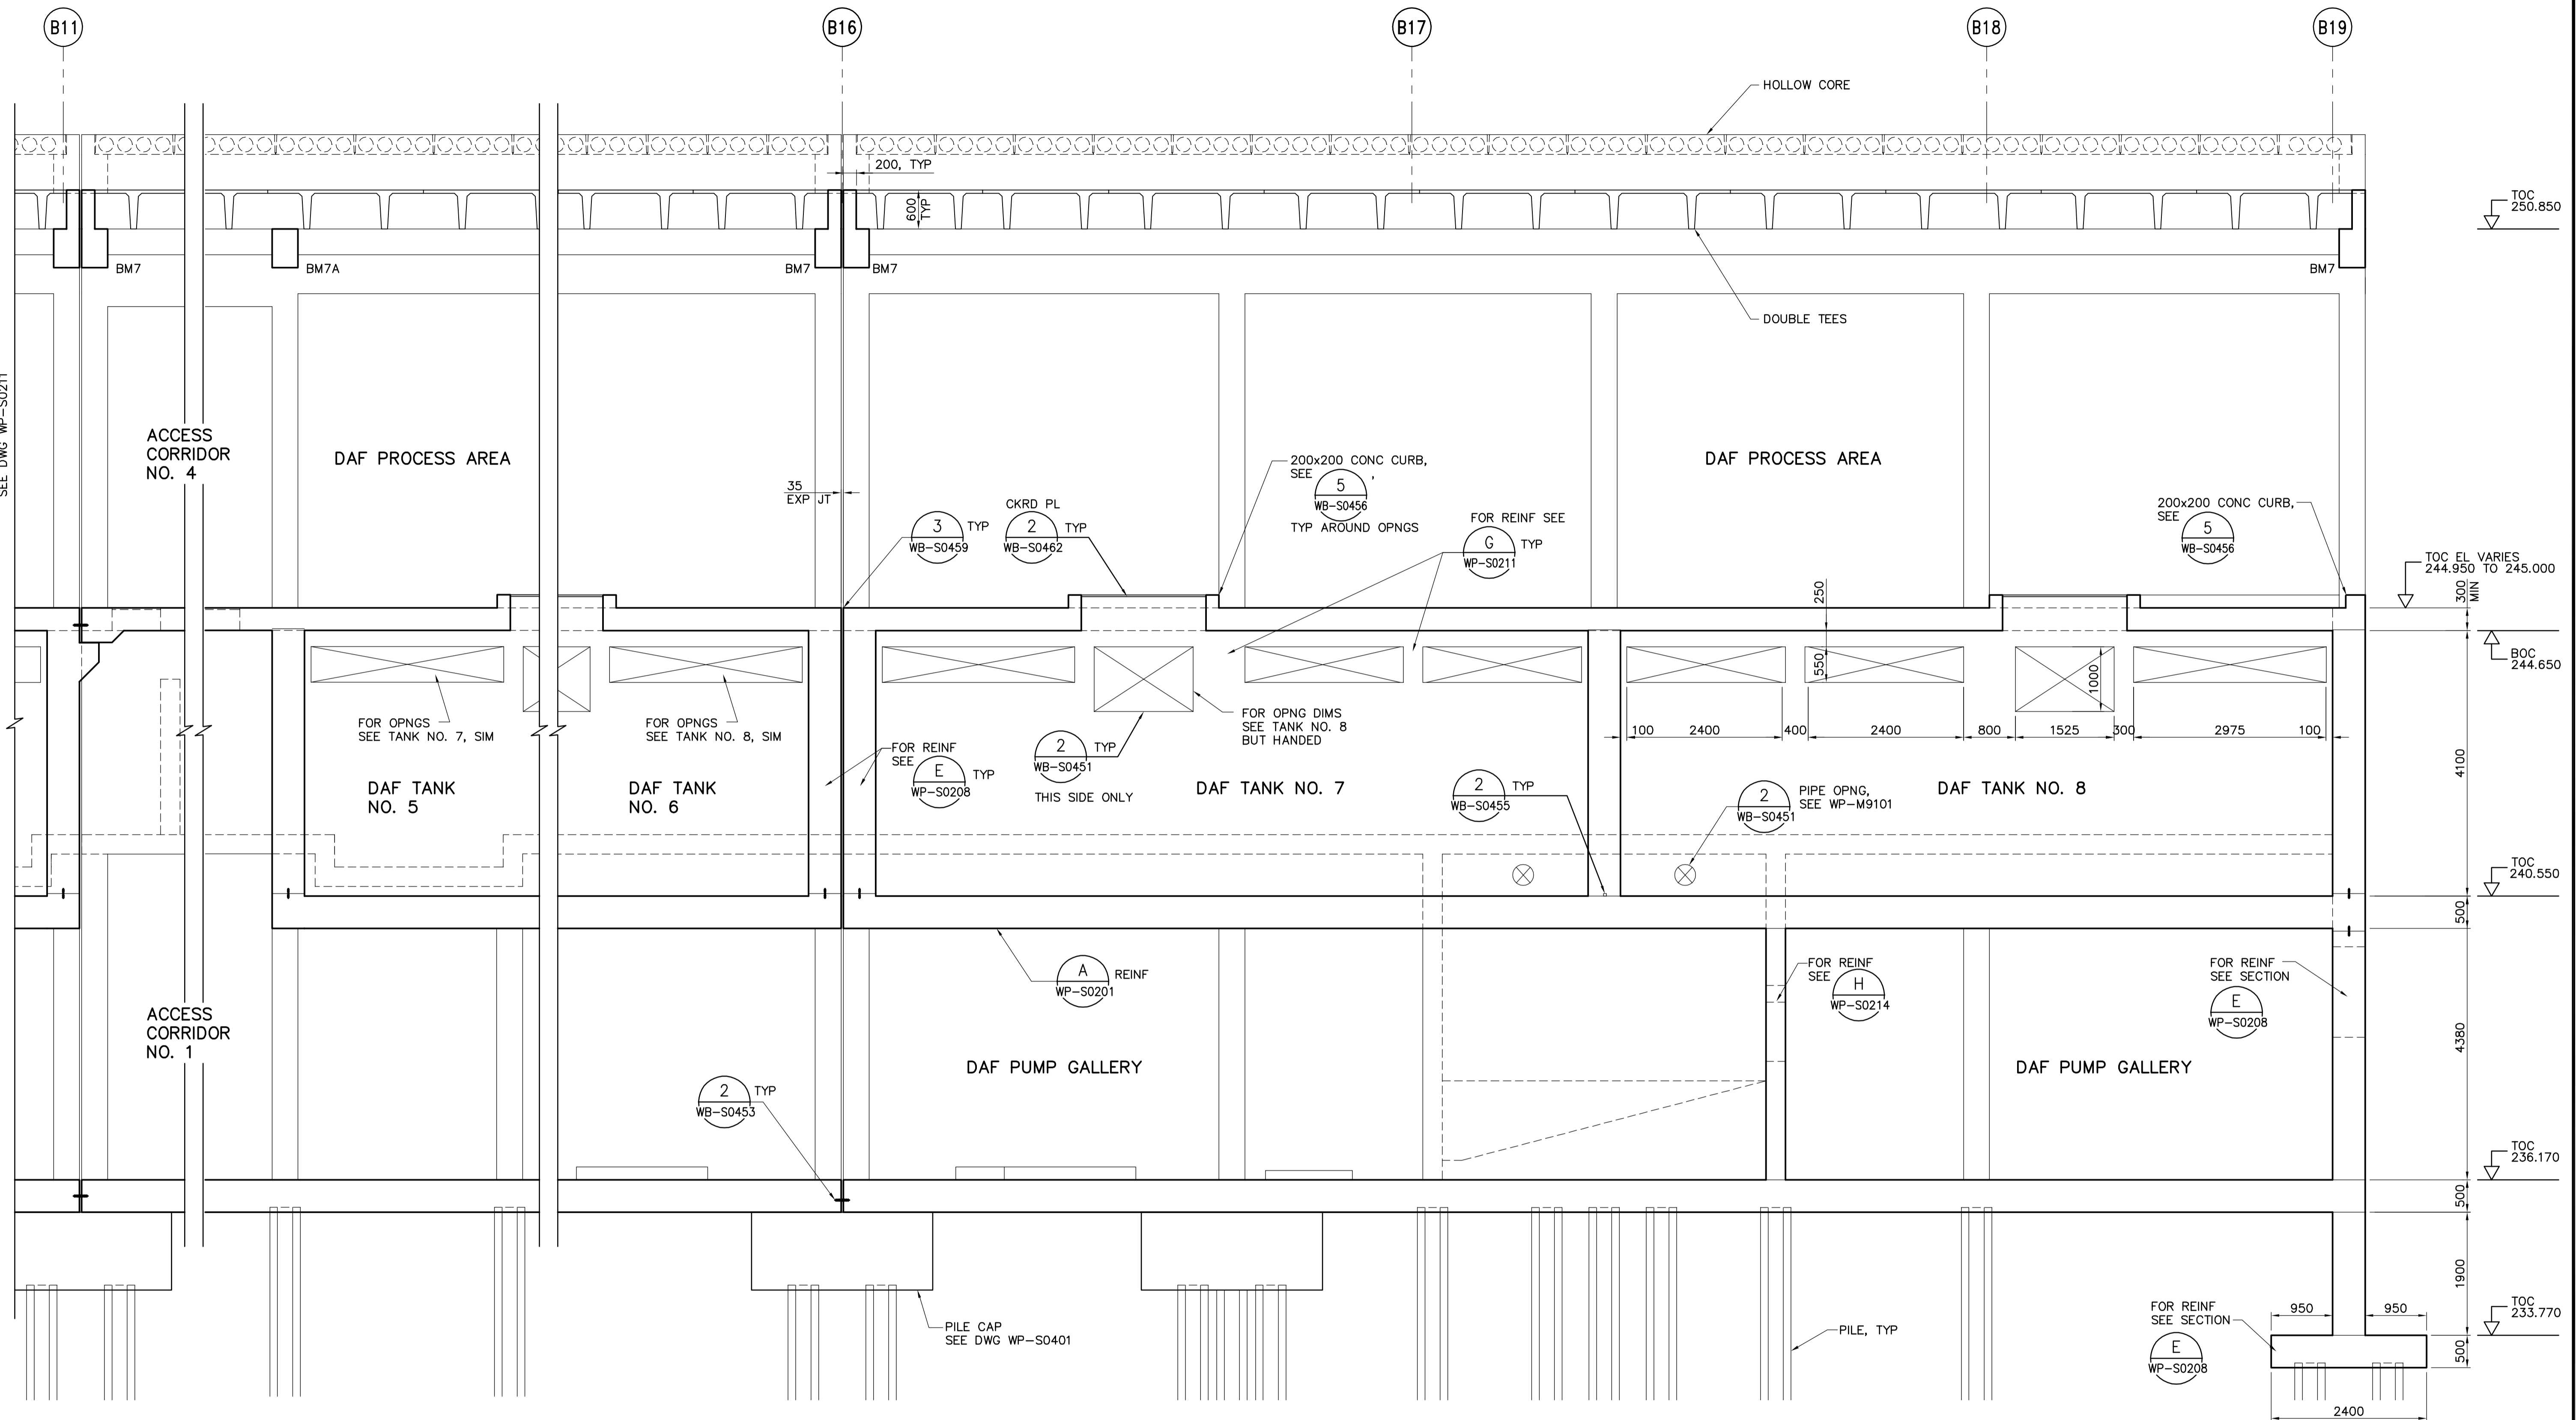 B11
B16
B17
B18
B19
HOLLOW CORE
200, TYP
600
TYP
TOC
250.850
BM7
BM7A
BM7
BM7
BM7
DOUBLE TEES
SEE DWG WP-S0211
ACCESS
CORRIDOR
NO. 4
DAF PROCESS AREA
DAF PROCESS AREA
35
EXP JT
3
WB-S0459
TYP
CKRD PL
2
WB-S0462
TYP
200x200 CONC CURB,
SEE
5
WB-S0456
,
TYP AROUND OPNGS
FOR REINF SEE
G
WP-S0211
TYP
200x200 CONC CURB,
SEE
5
WB-S0456
TOC EL VARIES
244.950 TO 245.000
300
MIN
250
550
1000
BOC
244.650
FOR OPNGS
SEE TANK NO. 7, SIM
FOR OPNGS
SEE TANK NO. 8, SIM
FOR OPNG DIMS
SEE TANK NO. 8
BUT HANDED
100
2400
400
2400
800
1525
300
2975
100
FOR REINF
SEE
E
WP-S0208
TYP
2
WB-S0451
TYP
THIS SIDE ONLY
DAF TANK
NO. 5
DAF TANK
NO. 6
DAF TANK NO. 7
2
WB-S0455
TYP
2
WB-S0451
PIPE OPNG,
SEE WP-M9101
DAF TANK NO. 8
4100
TOC
240.550
500
A
WP-S0201
REINF
FOR REINF
SEE
H
WP-S0214
FOR REINF
SEE SECTION
E
WP-S0208
ACCESS
CORRIDOR
NO. 1
DAF PUMP GALLERY
DAF PUMP GALLERY
4380
2
WB-S0453
TYP
TOC
236.170
500
1900
PILE CAP
SEE DWG WP-S0401
PILE, TYP
FOR REINF
SEE SECTION
E
WP-S0208
950
950
TOC
233.770
500
2400